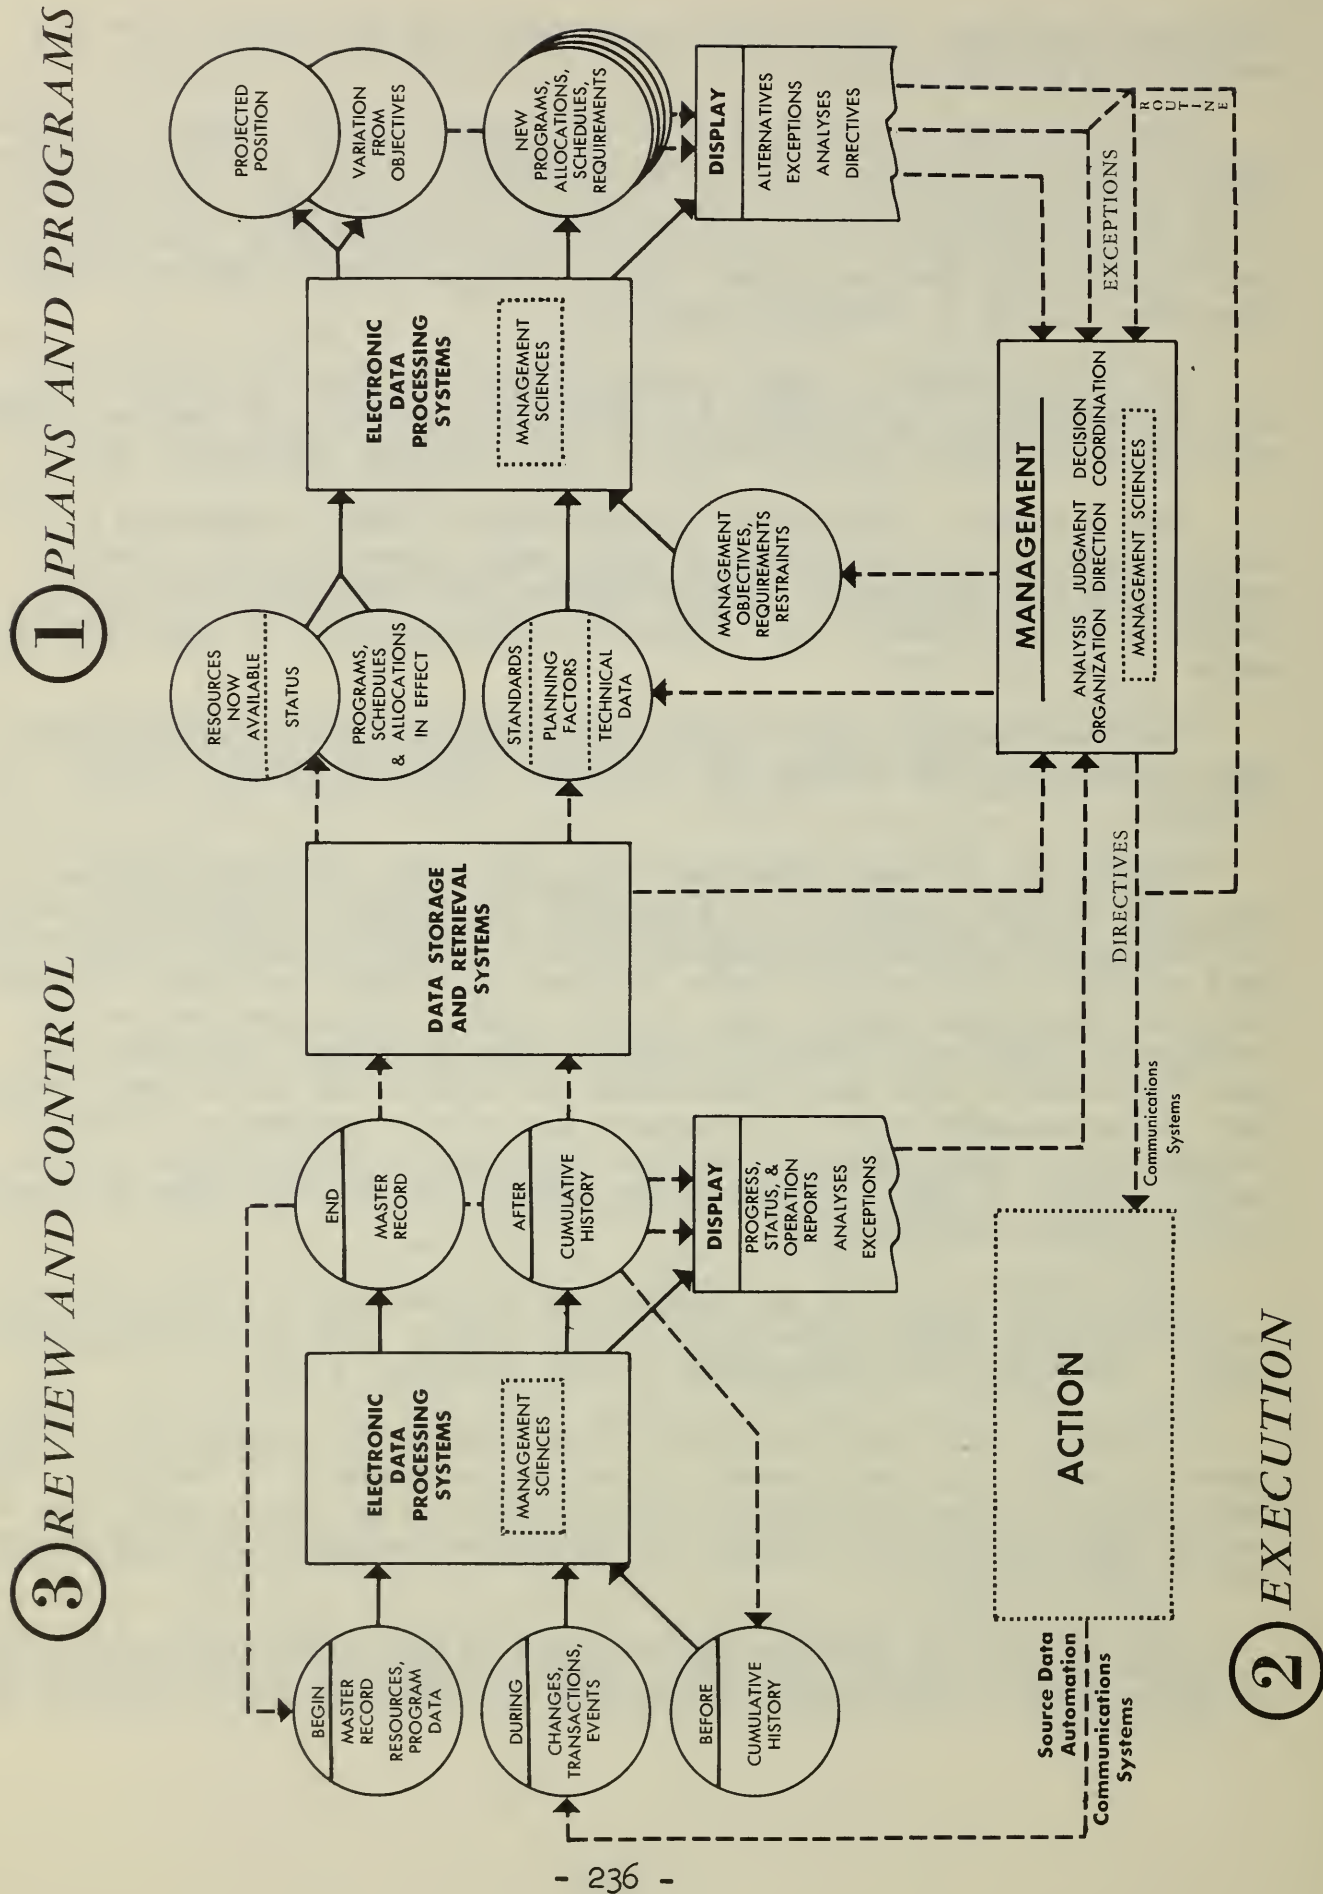 3 REVIEW AND CONTROL
1 PLANS AND PROGRAMS
BEGIN
MASTER
RECORD
RESOURCES,
PROGRAM
DATA
DURING
CHANGES,
TRANSACTIONS,
EVENTS
BEFORE
CUMULATIVE
HISTORY
ELECTRONIC
DATA
PROCESSING
SYSTEMS
MANAGEMENT
SCIENCES
END
MASTER
RECORD
AFTER
CUMULATIVE
HISTORY
DISPLAY
PROGRESS,
STATUS, &
OPERATION
REPORTS
ANALYSES
EXCEPTIONS
DATA STORAGE
AND RETRIEVAL
SYSTEMS
RESOURCES
NOW
AVAILABLE
STATUS
PROGRAMS,
SCHEDULES
& ALLOCATIONS
IN EFFECT
STANDARDS
PLANNING
FACTORS
TECHNICAL
DATA
MANAGEMENT
OBJECTIVES,
REQUIREMENTS
RESTRAINTS
ELECTRONIC
DATA
PROCESSING
SYSTEMS
MANAGEMENT
SCIENCES
PROJECTED
POSITION
VARIATION
FROM
OBJECTIVES
NEW
PROGRAMS,
ALLOCATIONS,
SCHEDULES,
REQUIREMENTS
DISPLAY
ALTERNATIVES
EXCEPTIONS
ANALYSES
DIRECTIVES
EXCEPTIONS
ROUTINE
MANAGEMENT
ANALYSIS JUDGMENT DECISION
ORGANIZATION DIRECTION COORDINATION
MANAGEMENT SCIENCES
DIRECTIVES
Communications
Systems
ACTION
Source Data
Automation
Communications
Systems
2 EXECUTION
- 236 -